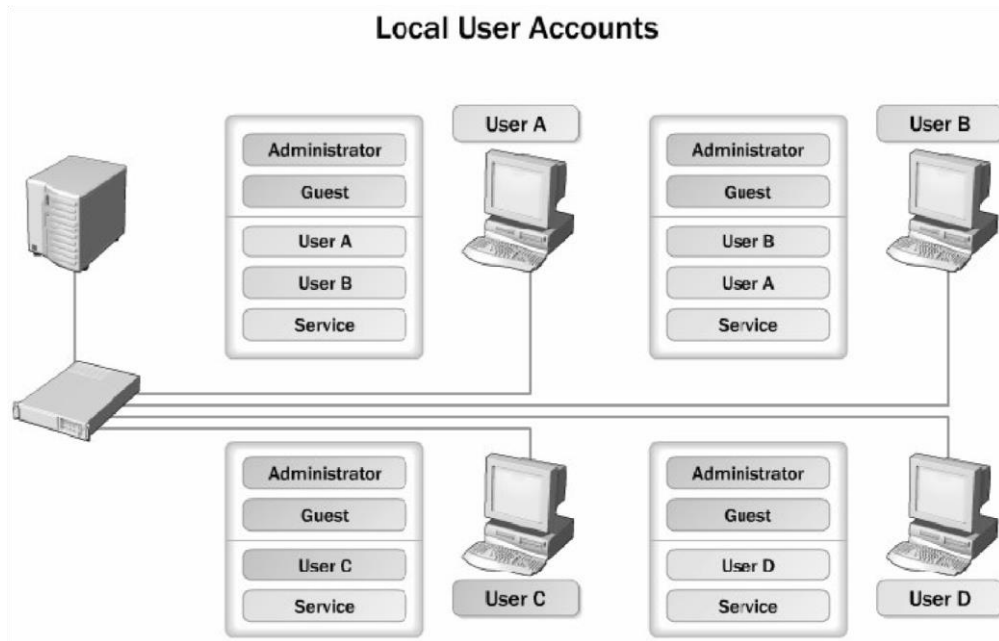 Local User Accounts
User A
Administrator
Guest
User A
User B
Service
User B
Administrator
Guest
User B
User A
Service
Administrator
Guest
User C
Service
User C
Administrator
Guest
User D
Service
User D